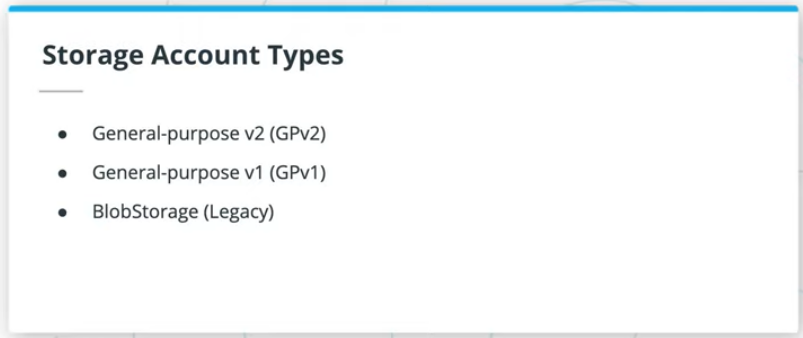 Storage Account Types
● General-purpose v2 (GPv2)
● General-purpose v1 (GPv1)
● BlobStorage (Legacy)